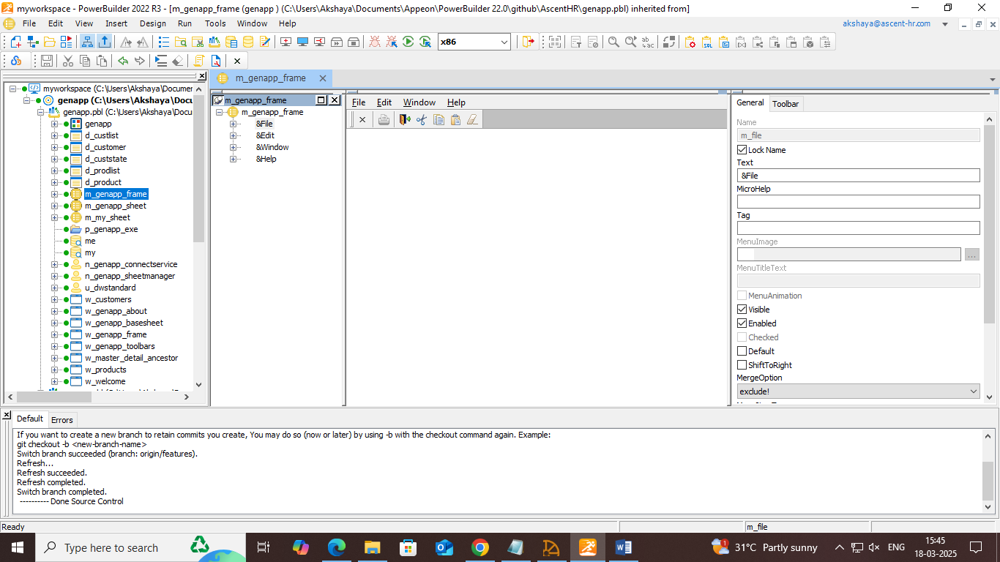 myworkspace - PowerBuilder 2022 R3 - [m_genapp_frame (genapp ) (C:\Users\Akshaya\Documents\Appeon\PowerBuilder 22.0\github\AscentHR\genapp.pbl) inherited from]
File Edit View Insert Design Run Tools Window Help
akshaya@ascent-hr.com
x86
m_genapp_frame
myworkspace (C:\Users\Akshaya\Documer
genapp (C:\Users\Akshaya\Docu
genapp.pbl (C:\Users\Akshaya\Docu
genapp
d_custlist
d_customer
d_custstate
d_prodlist
d_product
m_genapp_frame
m_genapp_sheet
m_my_sheet
p_genapp_exe
me
my
n_genapp_connectservice
n_genapp_sheetmanager
u_dwstandard
w_customers
w_genapp_about
w_genapp_basesheet
w_genapp_frame
w_genapp_toolbars
w_master_detail_ancestor
w_products
w_welcome
m_genapp_frame
m_genapp_frame
&File
&Edit
&Window
&Help
File Edit Window Help
General Toolbar
Name
m_file
Lock Name
Text
&File
MicroHelp
Tag
MenuImage
...
MenuTitleText
MenuAnimation
Visible
Enabled
Checked
Default
ShiftToRight
MergeOption
exclude!
Default Errors
If you want to create a new branch to retain commits you create, You may do so (now or later) by using -b with the checkout command again. Example:
git checkout -b <new-branch-name>
Switch branch succeeded (branch: origin/features).
Refresh...
Refresh succeeded.
Refresh completed.
Switch branch completed.
---------- Done Source Control
Ready
m_file
Type here to search
31°C Partly sunny
ENG
15:45
18-03-2025